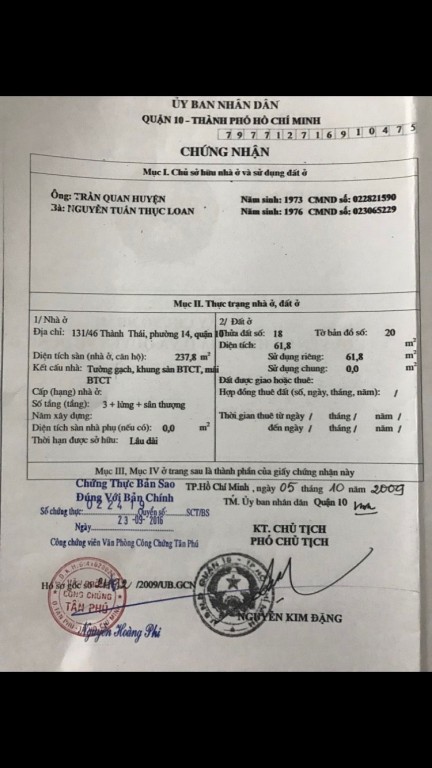 ỦY BAN NHÂN DÂN
QUẬN 10 - THÀNH PHỐ HỒ CHÍ MINH
7 9 7 7 1 2 7 1 6 9 1 0 4 7 5
CHỨNG NHẬN
Mục I. Chủ sở hữu nhà ở và sử dụng đất ở
Ông: TRẦN QUAN HUYỆN Năm sinh: 1973 CMND số: 022821590
Bà: NGUYỄN TUẤN THỤC LOAN Năm sinh: 1976 CMND số: 023065229
Mục II. Thực trạng nhà ở, đất ở
1/ Nhà ở
Địa chỉ: 131/46 Thành Thái, phường 14, quận 10
Diện tích sàn (nhà ở, căn hộ): 237,8 m²
Kết cấu nhà: Tường gạch, khung sàn BTCT, mái
BTCT
Cấp (hạng) nhà ở:
Số tầng (tầng): 3 + lửng + sân thượng
Năm xây dựng:
Diện tích sàn nhà phụ (nếu có): 0,0 m²
Thời hạn được sở hữu: Lâu dài
2/ Đất ở
Thửa đất số: 18 Tờ bản đồ số: 20
Diện tích: 61,8 m²
Sử dụng riêng: 61,8 m²
Sử dụng chung: 0,0 m²
Đất được giao hoặc thuê:
Hợp đồng thuê đất (số, ngày, tháng, năm): /
Thời gian thuê từ ngày / tháng / năm /
đến ngày / tháng / năm /
Mục III, Mục IV ở trang sau là thành phần của giấy chứng nhận này
Chứng Thực Bản Sao
Đúng Với Bản Chính
Số chứng thực Quyển số: SCT/BS
Ngày 23-09-2016
Công chứng viên Văn Phòng Công Chứng Tân Phú
TP.Hồ Chí Minh, ngày 05 tháng 10 năm 2009
TM. Ủy ban nhân dân Quận 10
KT. CHỦ TỊCH
PHÓ CHỦ TỊCH
Hồ sơ gốc số /2009/UB.GCN
CÔNG CHỨNG
TÂN PHÚ
Nguyễn Hoàng Phi
NGUYỄN KIM ĐẶNG